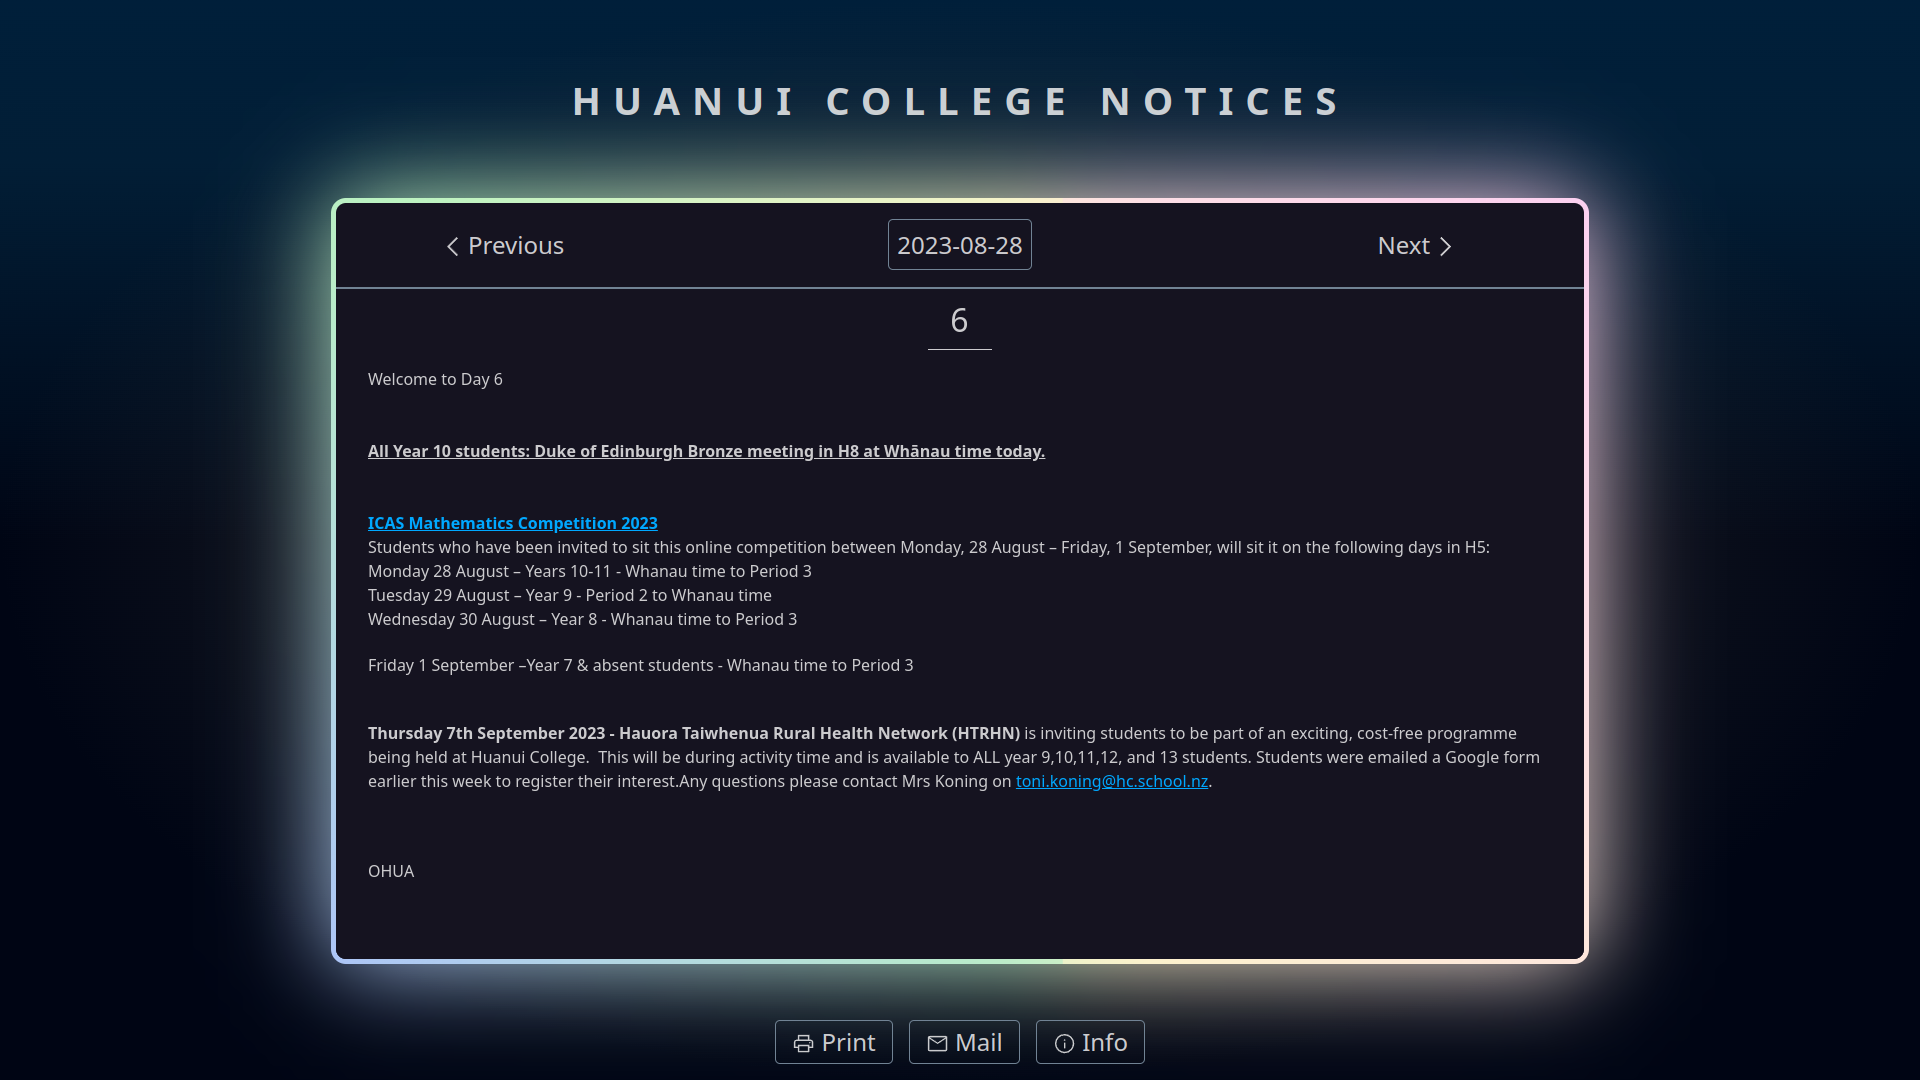 HUANUI COLLEGE NOTICES
Previous
2023-08-28
Next
6
Welcome to Day 6
All Year 10 students: Duke of Edinburgh Bronze meeting in H8 at Whānau time today.
ICAS Mathematics Competition 2023
Students who have been invited to sit this online competition between Monday, 28 August – Friday, 1 September, will sit it on the following days in H5:
Monday 28 August – Years 10-11 - Whanau time to Period 3
Tuesday 29 August – Year 9 - Period 2 to Whanau time
Wednesday 30 August – Year 8 - Whanau time to Period 3
Friday 1 September –Year 7 & absent students - Whanau time to Period 3
Thursday 7th September 2023 - Hauora Taiwhenua Rural Health Network (HTRHN) is inviting students to be part of an exciting, cost-free programme
being held at Huanui College.  This will be during activity time and is available to ALL year 9,10,11,12, and 13 students. Students were emailed a Google form
earlier this week to register their interest.Any questions please contact Mrs Koning on toni.koning@hc.school.nz.
OHUA
Print
Mail
Info